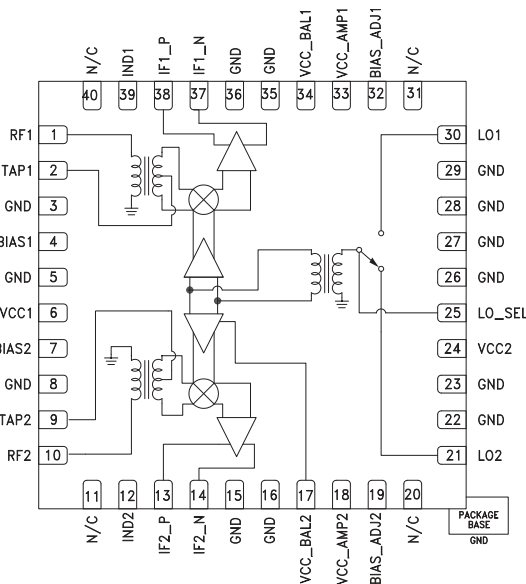 N/C
IND1
IF1_P
IF1_N
GND
GND
VCC_BAL1
VCC_AMP1
BIAS_ADJ1
N/C
40
39
38
37
36
35
34
33
32
31
RF1 1
30 LO1
TAP1 2
29 GND
GND 3
28 GND
BIAS1 4
27 GND
GND 5
26 GND
VCC1 6
25 LO_SEL
BIAS2 7
24 VCC2
GND 8
23 GND
TAP2 9
22 GND
RF2 10
21 LO2
11
12
13
14
15
16
17
18
19
20
N/C
IND2
IF2_P
IF2_N
GND
GND
VCC_BAL2
VCC_AMP2
BIAS_ADJ2
N/C
PACKAGE
BASE
GND